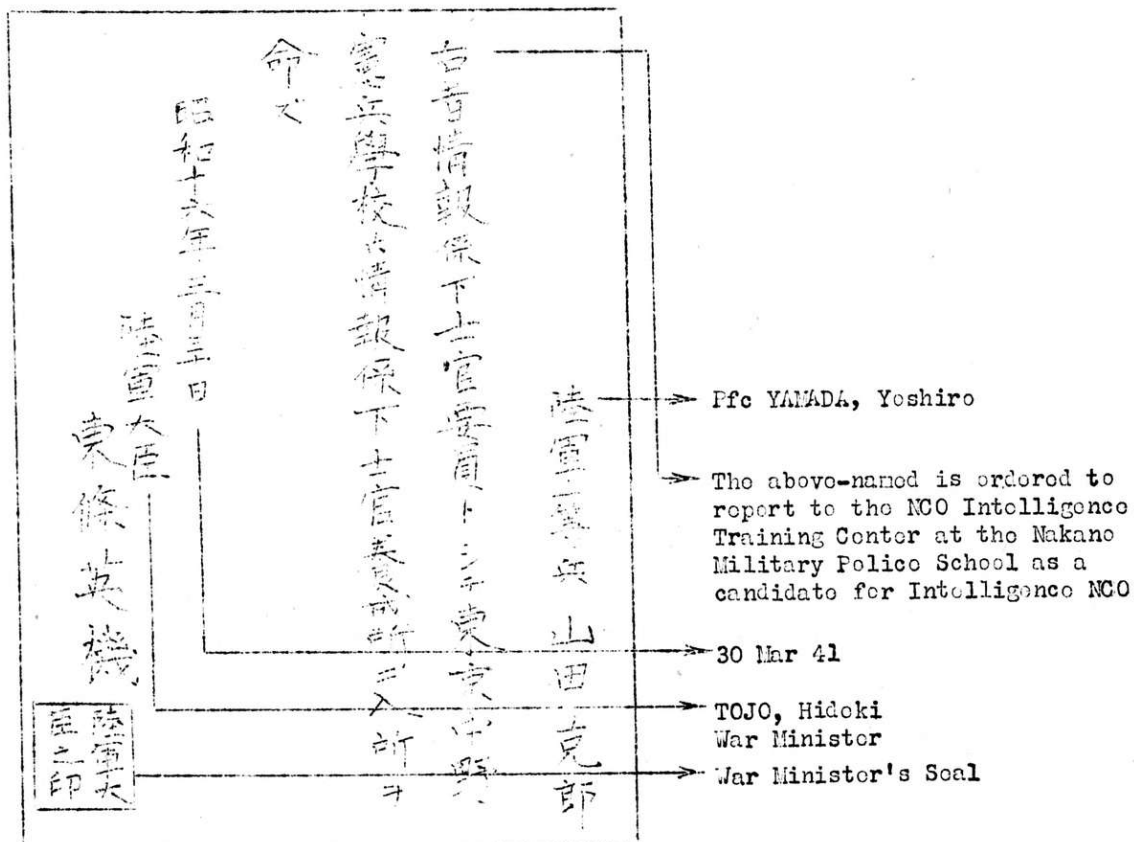 陸軍兵 山田克郎
右者情報係下士官要員トシテ東京中野
憲兵學校内情報係下士官養成所ニ入所ヲ
命ズ
昭和十六年三月三十日
陸軍大臣
東條英機
陸軍大
臣之印
Pfc YAMADA, Yoshiro
The above-named is ordered to
report to the NCO Intelligence
Training Center at the Nakano
Military Police School as a
candidate for Intelligence NCO
30 Mar 41
TOJO, Hideki
War Minister
War Minister's Seal